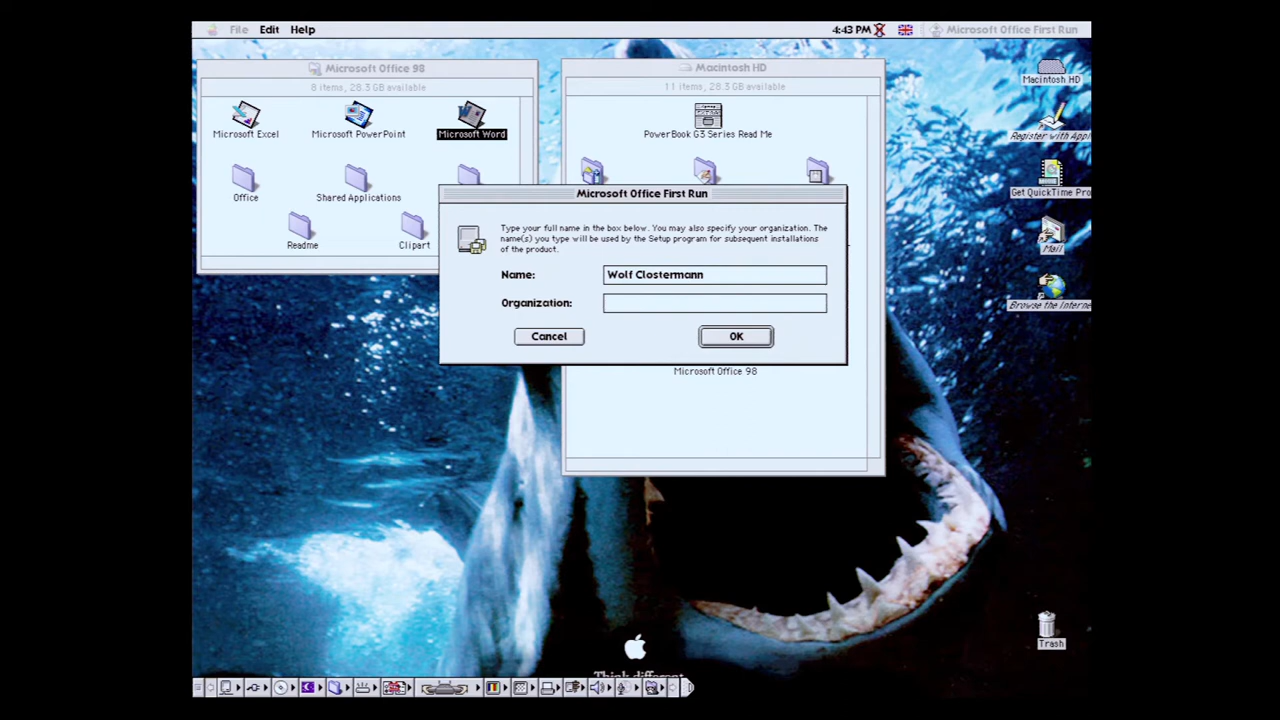 File Edit Help
4:43 PM
Microsoft Office First Run
Microsoft Office 98
8 items, 28.3 GB available
Microsoft Excel
Microsoft PowerPoint
Microsoft Word
Office
Shared Applications
Readme
Clipart
Macintosh HD
11 items, 28.3 GB available
PowerBook G3 Series Read Me
Microsoft Office 98
Microsoft Office First Run
Type your full name in the box below. You may also specify your organization. The
name(s) you type will be used by the Setup program for subsequent installations
of the product.
Name:
Wolf Clostermann
Organization:
Cancel
OK
Macintosh HD
Register with Appl
Get QuickTime Pro
Mail
Browse the Interne
Trash
Think different